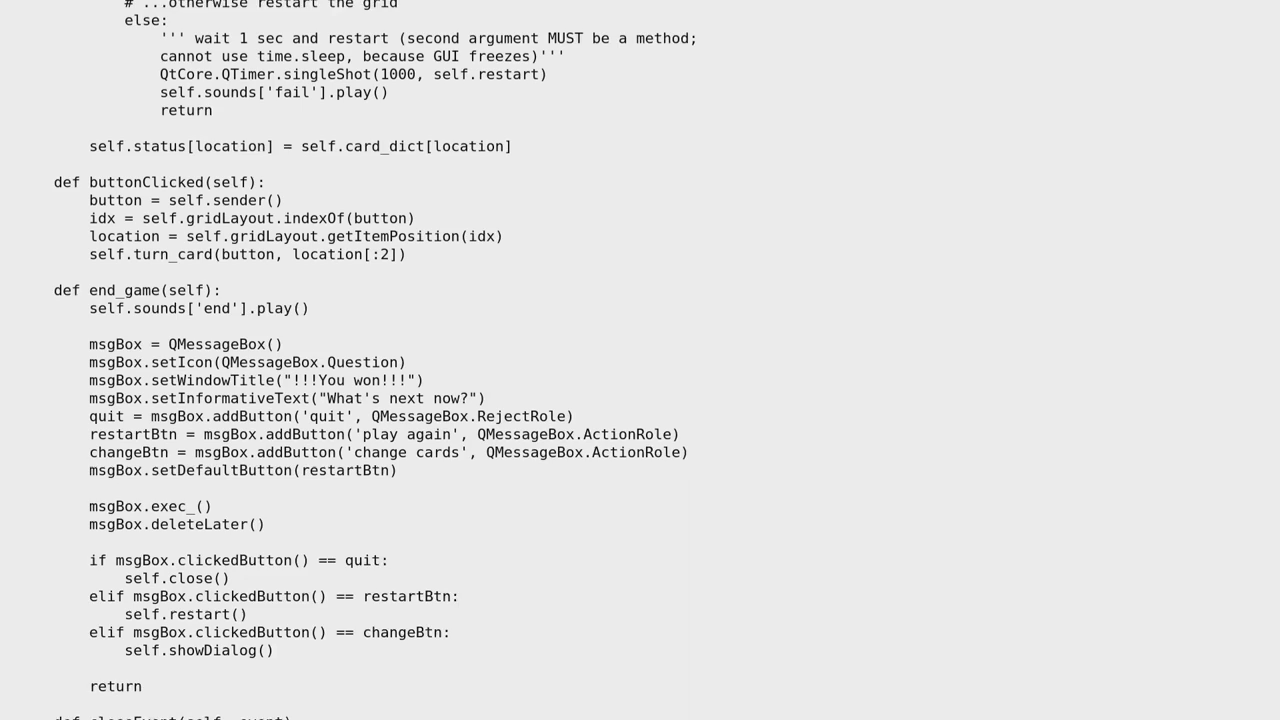 # ...otherwise restart the grid
else:
''' wait 1 sec and restart (second argument MUST be a method;
cannot use time.sleep, because GUI freezes)'''
QtCore.QTimer.singleShot(1000, self.restart)
self.sounds['fail'].play()
return
self.status[location] = self.card_dict[location]
def buttonClicked(self):
button = self.sender()
idx = self.gridLayout.indexOf(button)
location = self.gridLayout.getItemPosition(idx)
self.turn_card(button, location[:2])
def end_game(self):
self.sounds['end'].play()
msgBox = QMessageBox()
msgBox.setIcon(QMessageBox.Question)
msgBox.setWindowTitle("!!!You won!!!")
msgBox.setInformativeText("What's next now?")
quit = msgBox.addButton('quit', QMessageBox.RejectRole)
restartBtn = msgBox.addButton('play again', QMessageBox.ActionRole)
changeBtn = msgBox.addButton('change cards', QMessageBox.ActionRole)
msgBox.setDefaultButton(restartBtn)
msgBox.exec_()
msgBox.deleteLater()
if msgBox.clickedButton() == quit:
self.close()
elif msgBox.clickedButton() == restartBtn:
self.restart()
elif msgBox.clickedButton() == changeBtn:
self.showDialog()
return
def closeEvent(self, event):